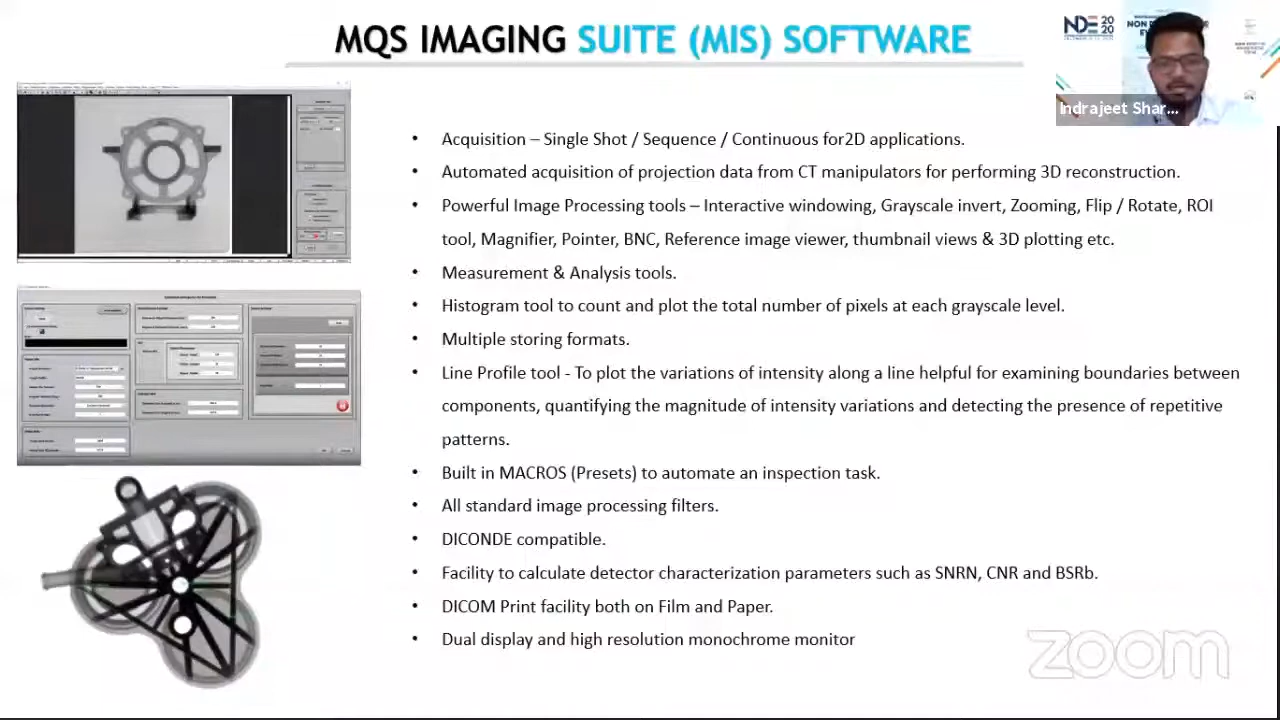 MQS IMAGING SUITE (MIS) SOFTWARE
NDE 20
20
Indrajeet Shar...
• Acquisition – Single Shot / Sequence / Continuous for2D applications.
• Automated acquisition of projection data from CT manipulators for performing 3D reconstruction.
• Powerful Image Processing tools – Interactive windowing, Grayscale invert, Zooming, Flip / Rotate, ROI
tool, Magnifier, Pointer, BNC, Reference image viewer, thumbnail views & 3D plotting etc.
• Measurement & Analysis tools.
• Histogram tool to count and plot the total number of pixels at each grayscale level.
• Multiple storing formats.
• Line Profile tool - To plot the variations of intensity along a line helpful for examining boundaries between
components, quantifying the magnitude of intensity variations and detecting the presence of repetitive
patterns.
• Built in MACROS (Presets) to automate an inspection task.
• All standard image processing filters.
• DICONDE compatible.
• Facility to calculate detector characterization parameters such as SNRN, CNR and BSRb.
• DICOM Print facility both on Film and Paper.
• Dual display and high resolution monochrome monitor
zoom